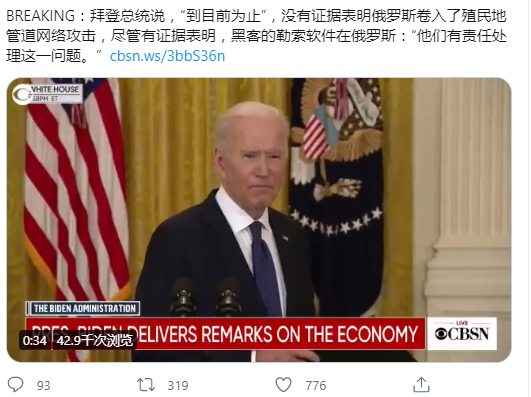 BREAKING：拜登总统说，“到目前为止”，没有证据表明俄罗斯卷入了殖民地
管道网络攻击，尽管有证据表明，黑客的勒索软件在俄罗斯：“他们有责任处
理这一问题。” cbsn.ws/3bbS36n
WHITE HOUSE
58PM ET
THE BIDEN ADMINISTRATION
PRES. BIDEN DELIVERS REMARKS ON THE ECONOMY
LIVE
CBSN
0:34 42.9千次浏览
93 319 776